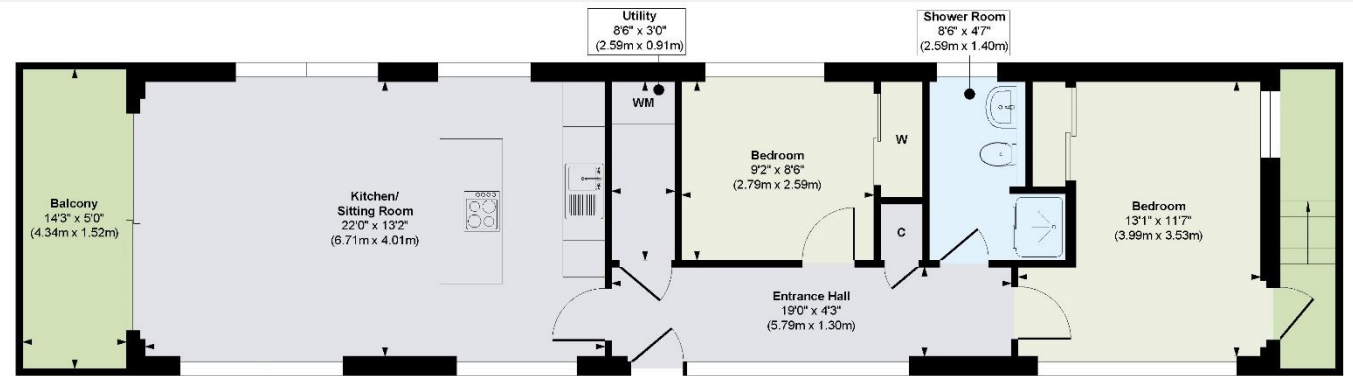 Utility
8'6" x 3'0"
(2.59m x 0.91m)
Shower Room
8'6" x 4'7"
(2.59m x 1.40m)
WM
Balcony
14'3" x 5'0"
(4.34m x 1.52m)
Kitchen/
Sitting Room
22'0" x 13'2"
(6.71m x 4.01m)
Bedroom
9'2" x 8'6"
(2.79m x 2.59m)
W
C
Bedroom
13'1" x 11'7"
(3.99m x 3.53m)
Entrance Hall
19'0" x 4'3"
(5.79m x 1.30m)